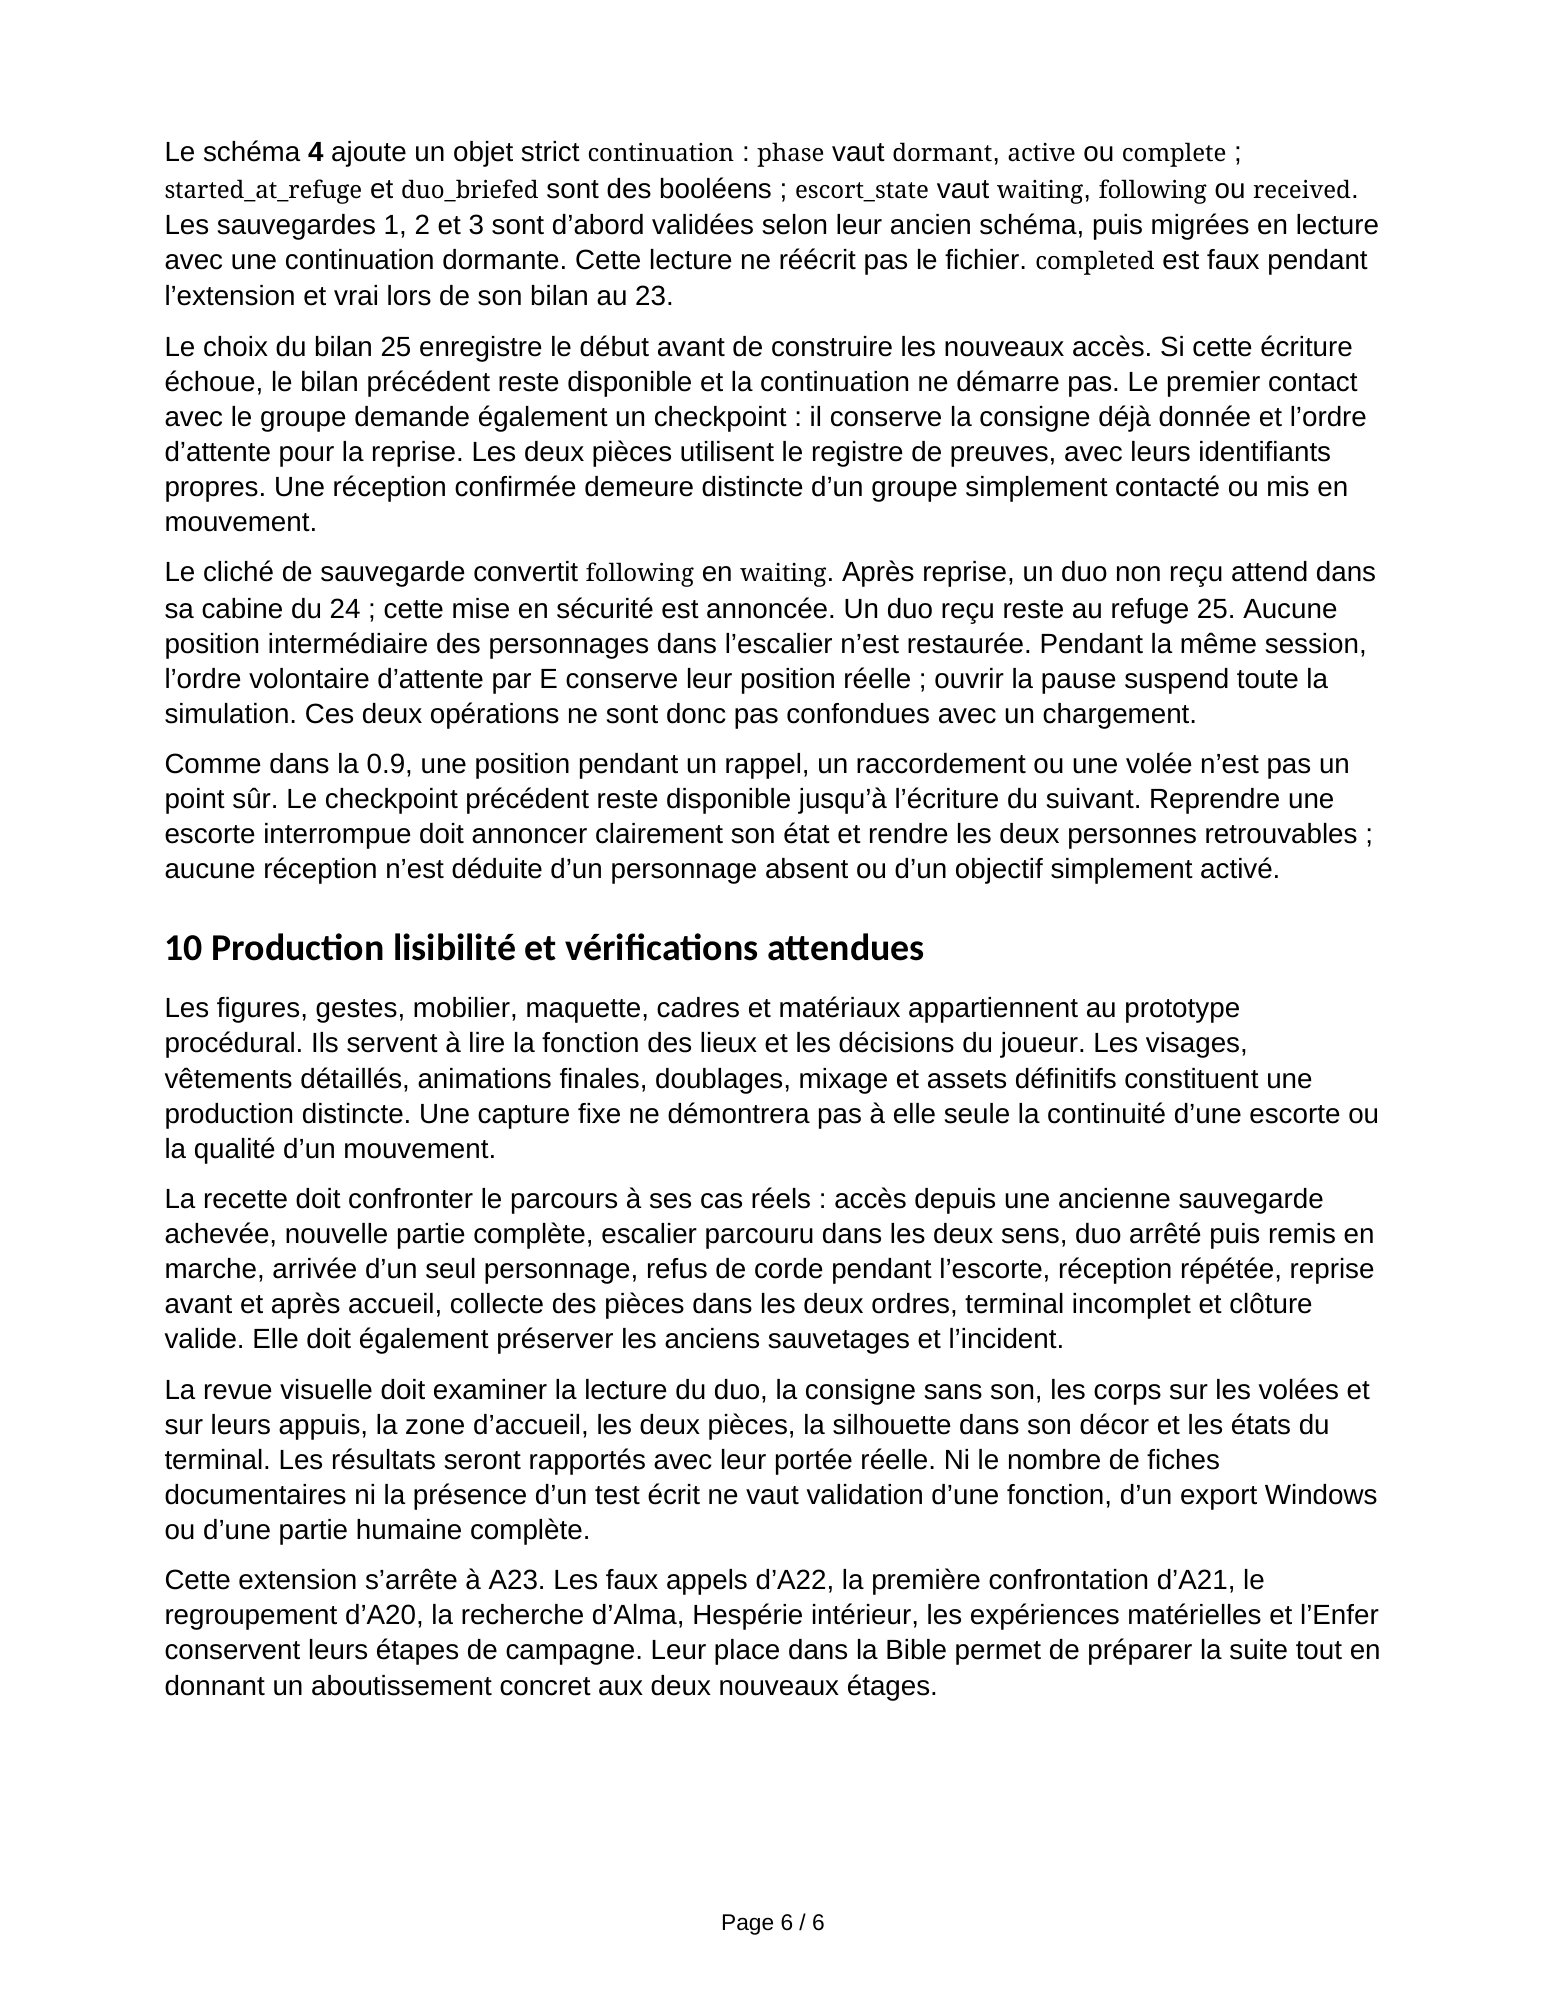 Le schéma 4 ajoute un objet strict continuation : phase vaut dormant, active ou complete ;
started_at_refuge et duo_briefed sont des booléens ; escort_state vaut waiting, following ou received.
Les sauvegardes 1, 2 et 3 sont d’abord validées selon leur ancien schéma, puis migrées en lecture
avec une continuation dormante. Cette lecture ne réécrit pas le fichier. completed est faux pendant
l’extension et vrai lors de son bilan au 23.
Le choix du bilan 25 enregistre le début avant de construire les nouveaux accès. Si cette écriture
échoue, le bilan précédent reste disponible et la continuation ne démarre pas. Le premier contact
avec le groupe demande également un checkpoint : il conserve la consigne déjà donnée et l’ordre
d’attente pour la reprise. Les deux pièces utilisent le registre de preuves, avec leurs identifiants
propres. Une réception confirmée demeure distincte d’un groupe simplement contacté ou mis en
mouvement.
Le cliché de sauvegarde convertit following en waiting. Après reprise, un duo non reçu attend dans
sa cabine du 24 ; cette mise en sécurité est annoncée. Un duo reçu reste au refuge 25. Aucune
position intermédiaire des personnages dans l’escalier n’est restaurée. Pendant la même session,
l’ordre volontaire d’attente par E conserve leur position réelle ; ouvrir la pause suspend toute la
simulation. Ces deux opérations ne sont donc pas confondues avec un chargement.
Comme dans la 0.9, une position pendant un rappel, un raccordement ou une volée n’est pas un
point sûr. Le checkpoint précédent reste disponible jusqu’à l’écriture du suivant. Reprendre une
escorte interrompue doit annoncer clairement son état et rendre les deux personnes retrouvables ;
aucune réception n’est déduite d’un personnage absent ou d’un objectif simplement activé.
10 Production lisibilité et vérifications attendues
Les figures, gestes, mobilier, maquette, cadres et matériaux appartiennent au prototype
procédural. Ils servent à lire la fonction des lieux et les décisions du joueur. Les visages,
vêtements détaillés, animations finales, doublages, mixage et assets définitifs constituent une
production distincte. Une capture fixe ne démontrera pas à elle seule la continuité d’une escorte ou
la qualité d’un mouvement.
La recette doit confronter le parcours à ses cas réels : accès depuis une ancienne sauvegarde
achevée, nouvelle partie complète, escalier parcouru dans les deux sens, duo arrêté puis remis en
marche, arrivée d’un seul personnage, refus de corde pendant l’escorte, réception répétée, reprise
avant et après accueil, collecte des pièces dans les deux ordres, terminal incomplet et clôture
valide. Elle doit également préserver les anciens sauvetages et l’incident.
La revue visuelle doit examiner la lecture du duo, la consigne sans son, les corps sur les volées et
sur leurs appuis, la zone d’accueil, les deux pièces, la silhouette dans son décor et les états du
terminal. Les résultats seront rapportés avec leur portée réelle. Ni le nombre de fiches
documentaires ni la présence d’un test écrit ne vaut validation d’une fonction, d’un export Windows
ou d’une partie humaine complète.
Cette extension s’arrête à A23. Les faux appels d’A22, la première confrontation d’A21, le
regroupement d’A20, la recherche d’Alma, Hespérie intérieur, les expériences matérielles et l’Enfer
conservent leurs étapes de campagne. Leur place dans la Bible permet de préparer la suite tout en
donnant un aboutissement concret aux deux nouveaux étages.
Page 6 / 6